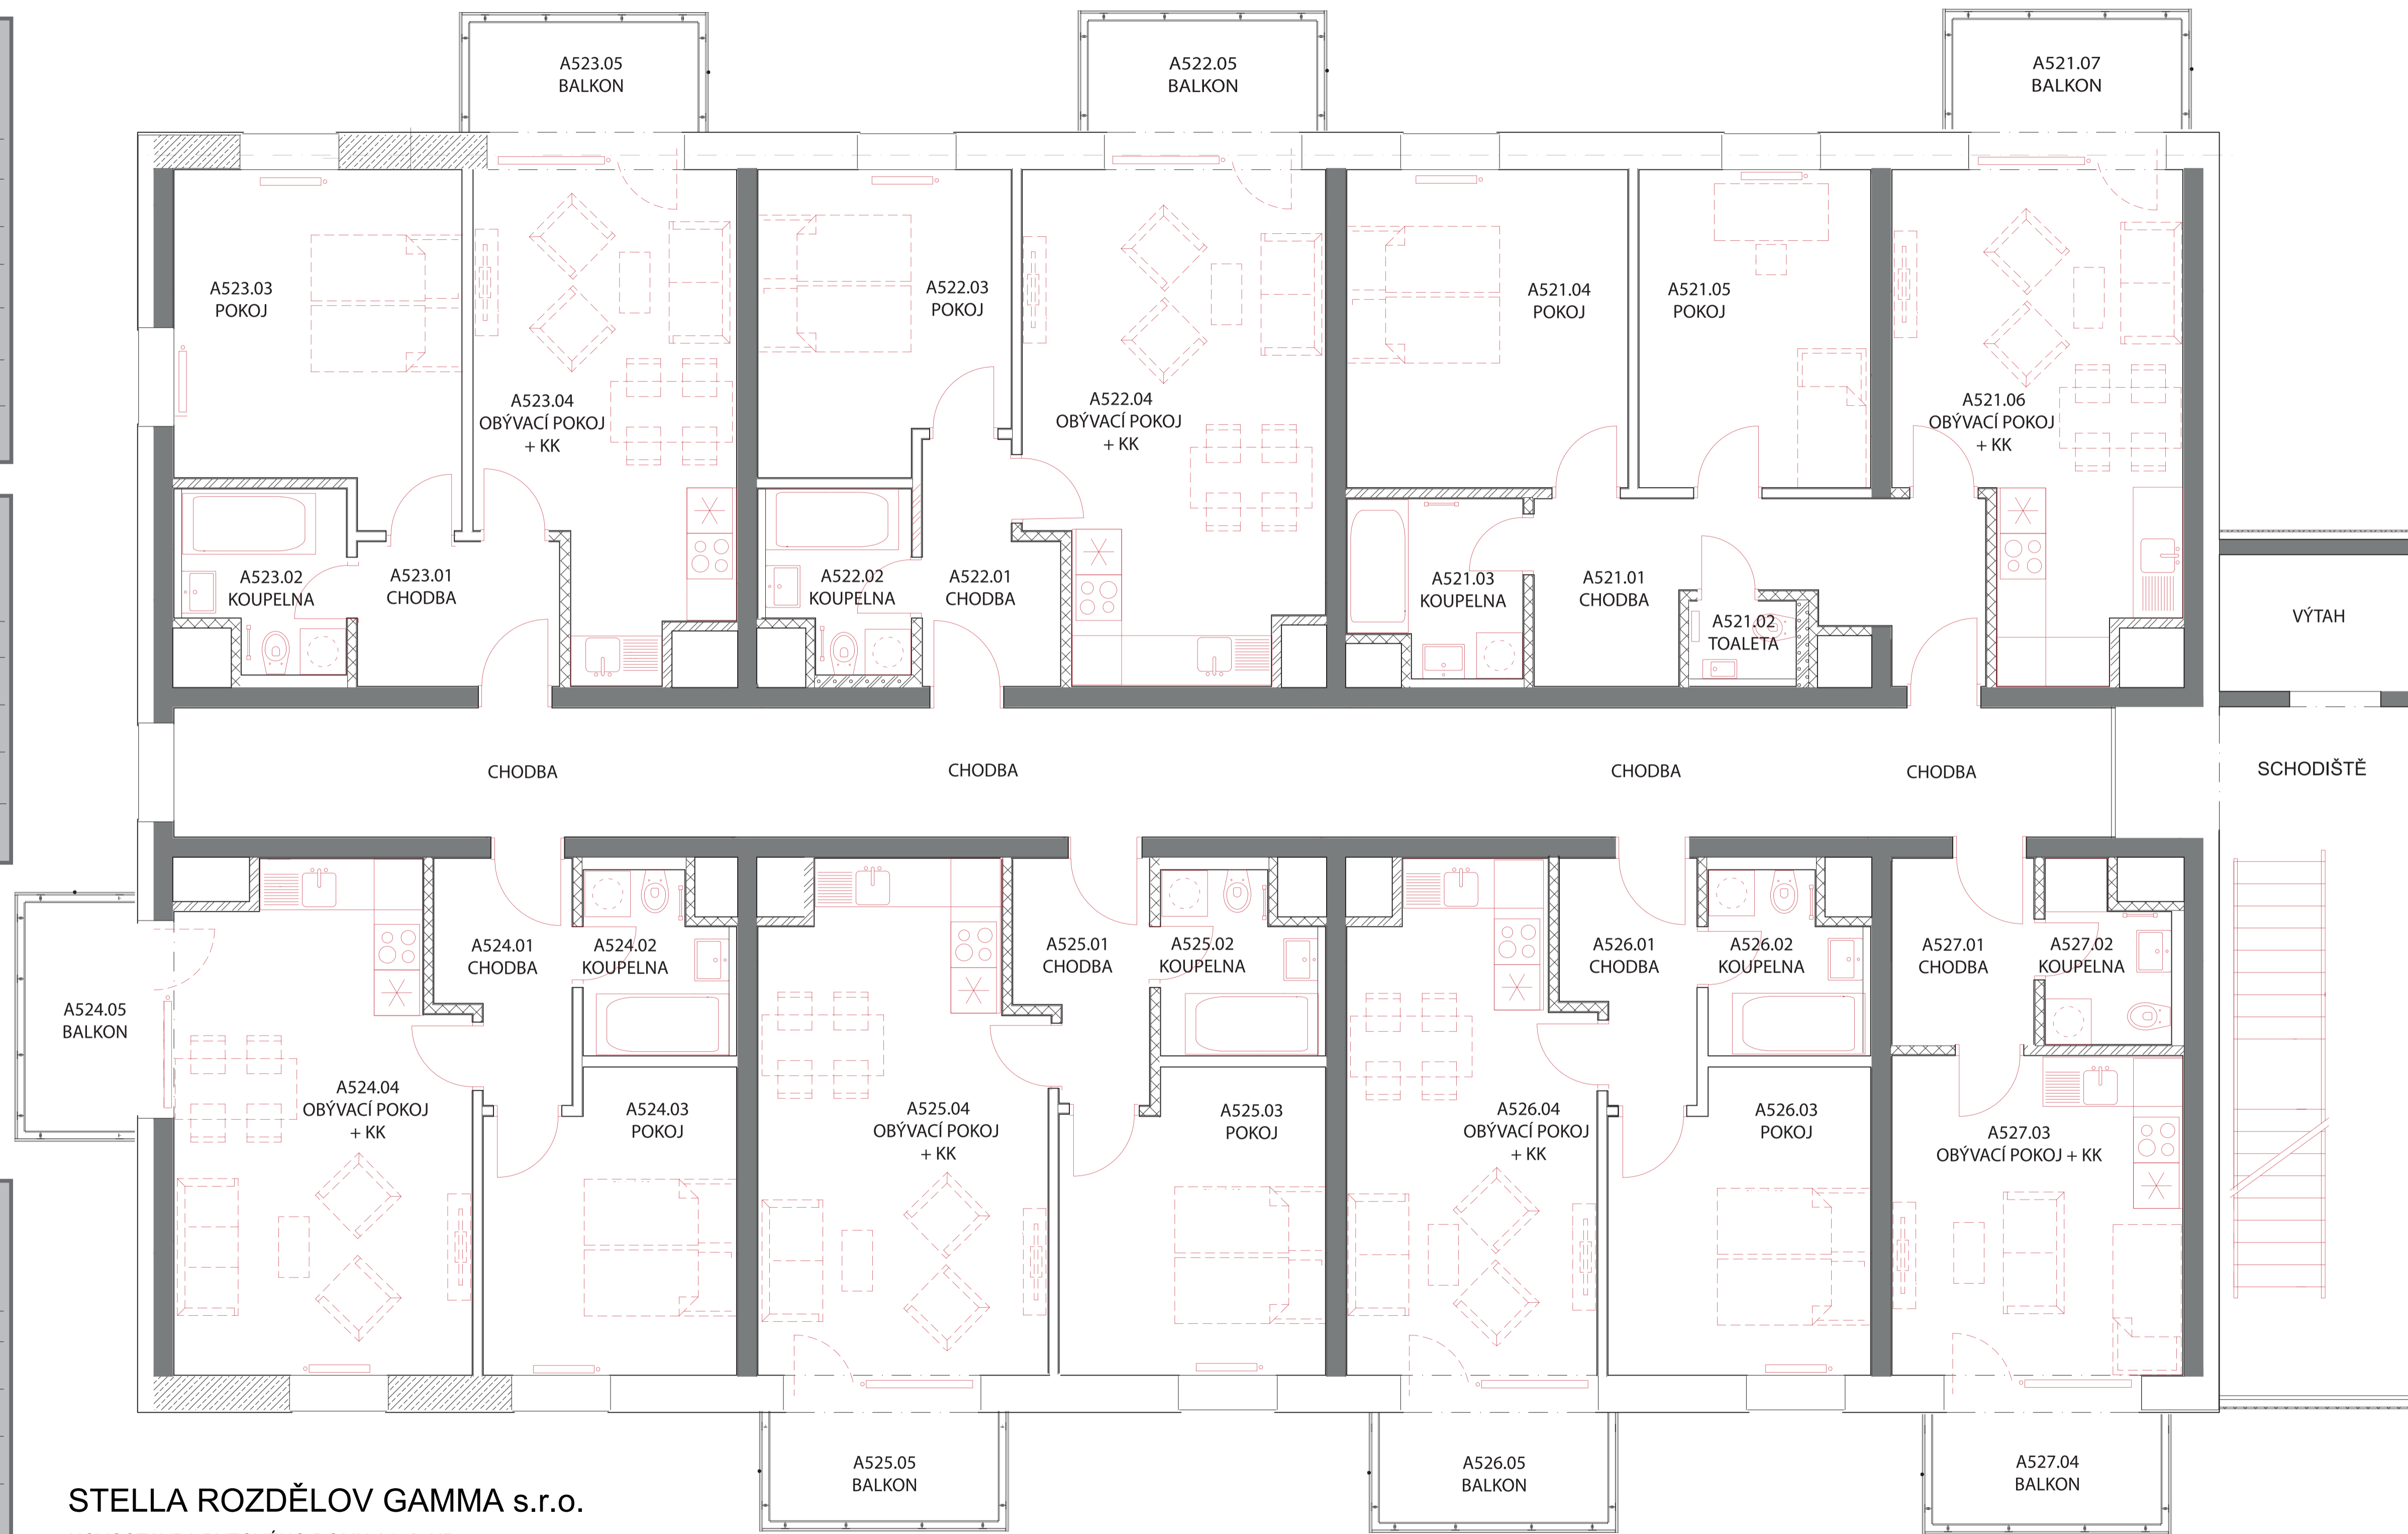 A523.05
BALKON
A522.05
BALKON
A521.07
BALKON
A523.03
POKOJ
A523.04
OBÝVACÍ POKOJ
+ KK
A522.03
POKOJ
A522.04
OBÝVACÍ POKOJ
+ KK
A521.04
POKOJ
A521.05
POKOJ
A521.06
OBÝVACÍ POKOJ
+ KK
A523.02
KOUPELNA
A523.01
CHODBA
A522.02
KOUPELNA
A522.01
CHODBA
A521.03
KOUPELNA
A521.01
CHODBA
A521.02
TOALETA
VÝTAH
CHODBA
CHODBA
CHODBA
CHODBA
SCHODIŠTĚ
A524.05
BALKON
A524.01
CHODBA
A524.02
KOUPELNA
A525.01
CHODBA
A525.02
KOUPELNA
A526.01
CHODBA
A526.02
KOUPELNA
A527.01
CHODBA
A527.02
KOUPELNA
A524.04
OBÝVACÍ POKOJ
+ KK
A524.03
POKOJ
A525.04
OBÝVACÍ POKOJ
+ KK
A525.03
POKOJ
A526.04
OBÝVACÍ POKOJ
+ KK
A526.03
POKOJ
A527.03
OBÝVACÍ POKOJ + KK
A525.05
BALKON
A526.05
BALKON
A527.04
BALKON
STELLA ROZDĚLOV GAMMA s.r.o.